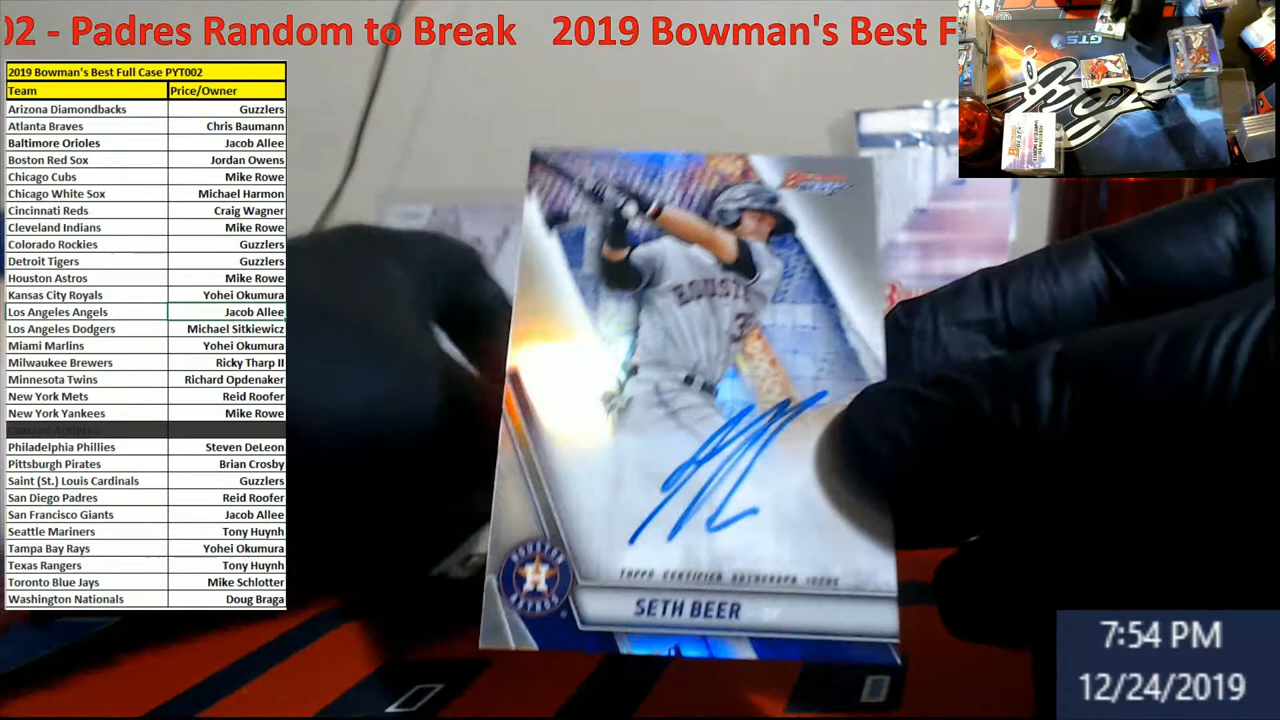 02 - Padres Random to Break 2019 Bowman's Best F
2019 Bowman's Best Full Case PYT002
Team Price/Owner
Arizona Diamondbacks Guzzlers
Atlanta Braves Chris Baumann
Baltimore Orioles Jacob Allee
Boston Red Sox Jordan Owens
Chicago Cubs Mike Rowe
Chicago White Sox Michael Harmon
Cincinnati Reds Craig Wagner
Cleveland Indians Mike Rowe
Colorado Rockies Guzzlers
Detroit Tigers Guzzlers
Houston Astros Mike Rowe
Kansas City Royals Yohei Okumura
Los Angeles Angels Jacob Allee
Los Angeles Dodgers Michael Sitkiewicz
Miami Marlins Yohei Okumura
Milwaukee Brewers Ricky Tharp II
Minnesota Twins Richard Opdenaker
New York Mets Reid Roofer
New York Yankees Mike Rowe
Philadelphia Phillies Steven DeLeon
Pittsburgh Pirates Brian Crosby
Saint (St.) Louis Cardinals Guzzlers
San Diego Padres Reid Roofer
San Francisco Giants Jacob Allee
Seattle Mariners Tony Huynh
Tampa Bay Rays Yohei Okumura
Texas Rangers Tony Huynh
Toronto Blue Jays Mike Schlotter
Washington Nationals Doug Braga
GTS
HOUSTON
TOPPS CERTIFIED AUTOGRAPH ISSUE
SETH BEER
7:54 PM
12/24/2019